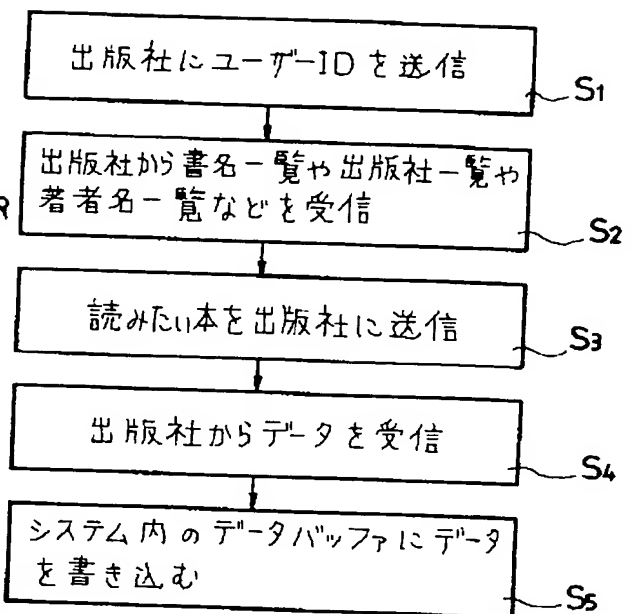 出版社にユーザーIDを送信
S1
出版社から書名一覧や出版社一覧や
著者名一覧などを受信
S2
読みたい本を出版社に送信
S3
出版社からデータを受信
S4
システム内のデータバッファにデータ
を書き込む
S5